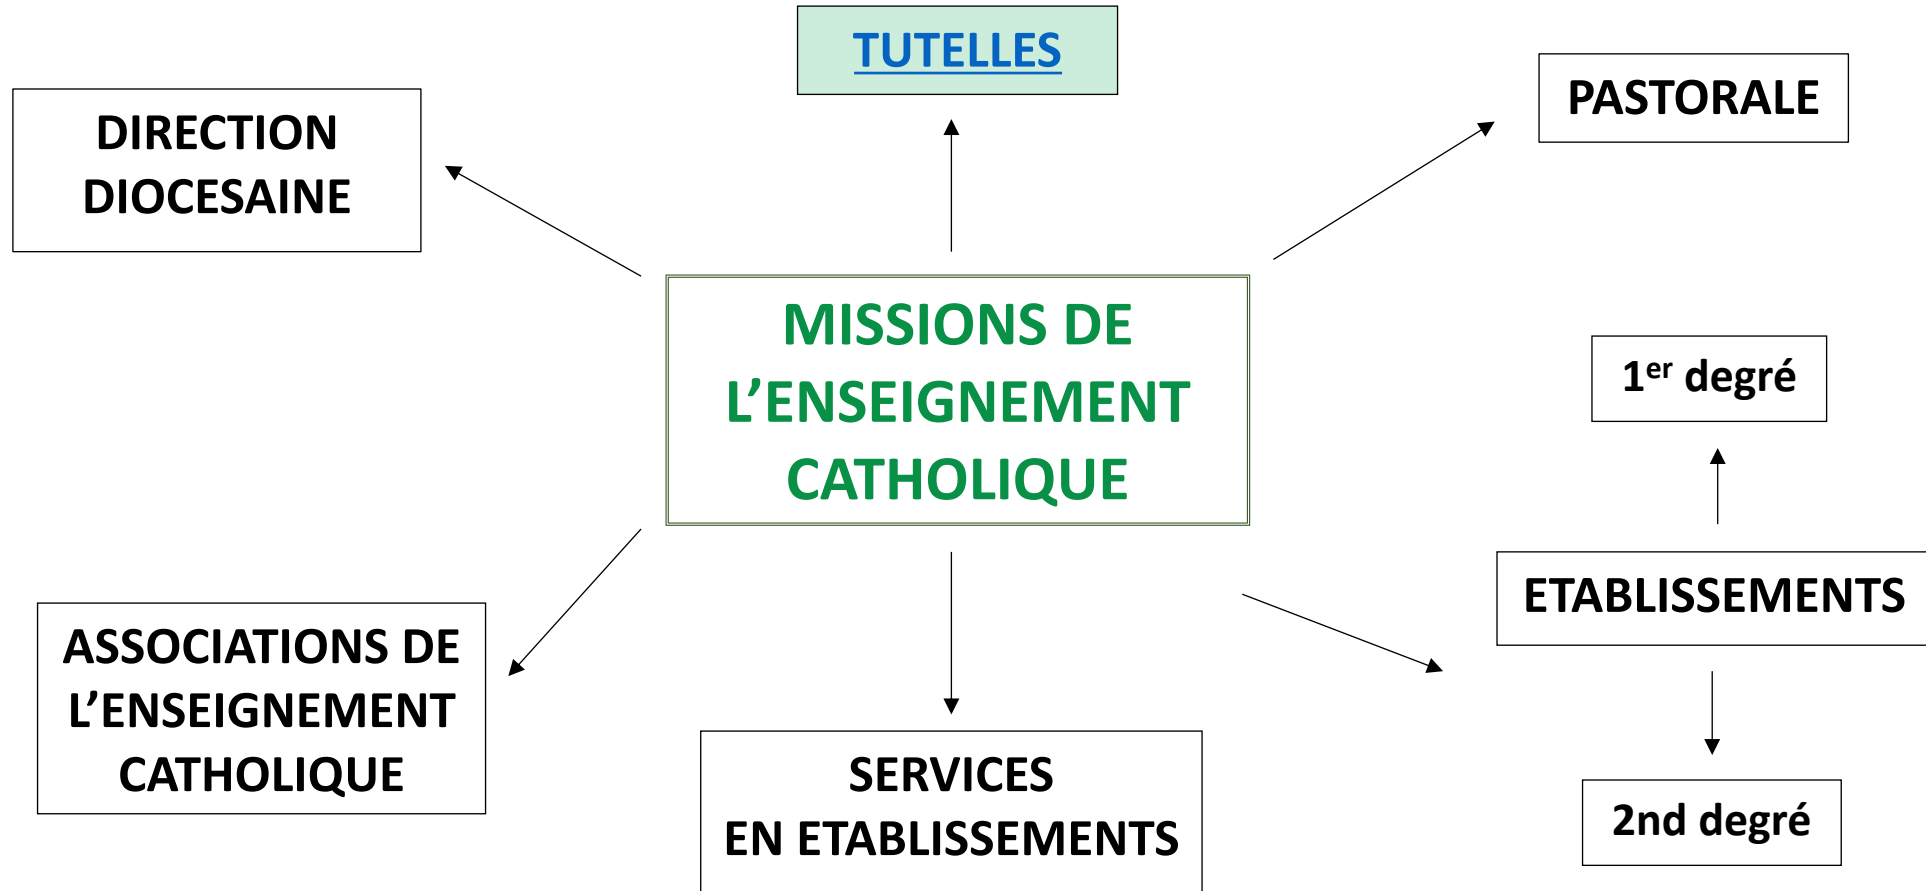 TUTELLES
PASTORALE
DIRECTION
DIOCESAINE
MISSIONS DE
L’ENSEIGNEMENT
CATHOLIQUE
1er degré
ETABLISSEMENTS
ASSOCIATIONS DE
L’ENSEIGNEMENT
CATHOLIQUE
SERVICES
EN ETABLISSEMENTS
2nd degré